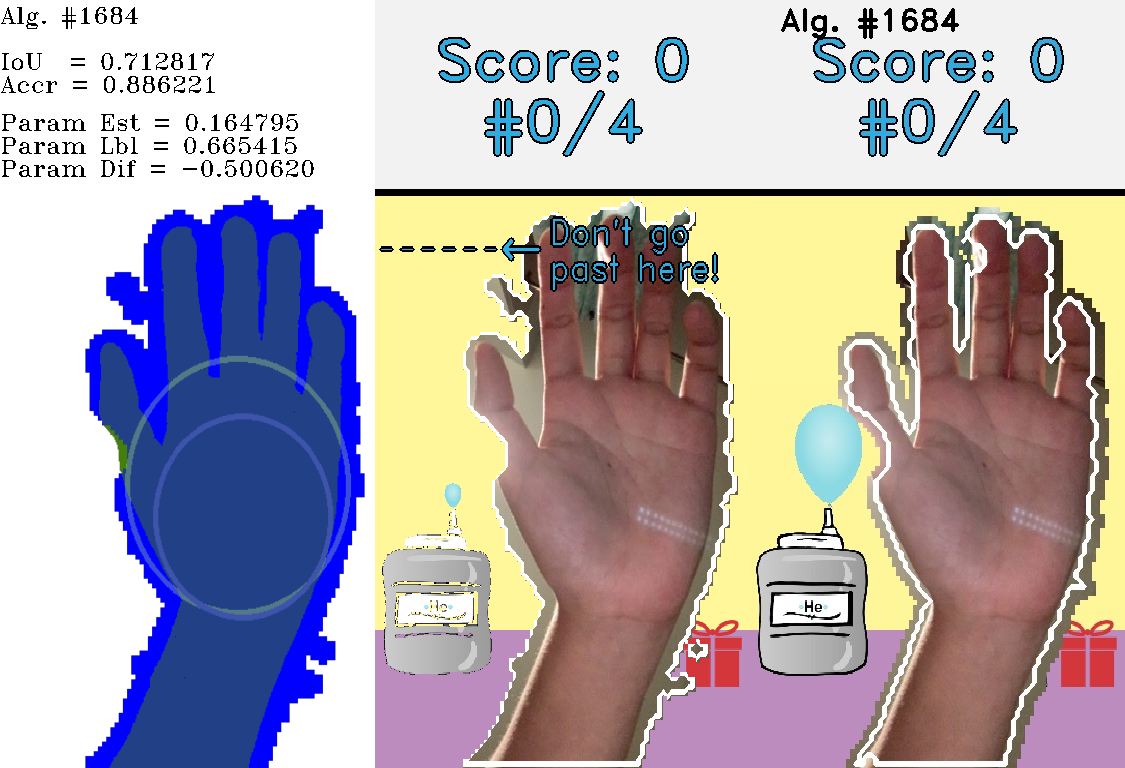 Alg. #1684
IoU = 0.712817
Accr = 0.886221
Param Est = 0.164795
Param Lbl = 0.665415
Param Dif = −0.500620
Score: 0
#0/4
Don't go
past here!
He
Alg. #1684
Score: 0
#0/4
He